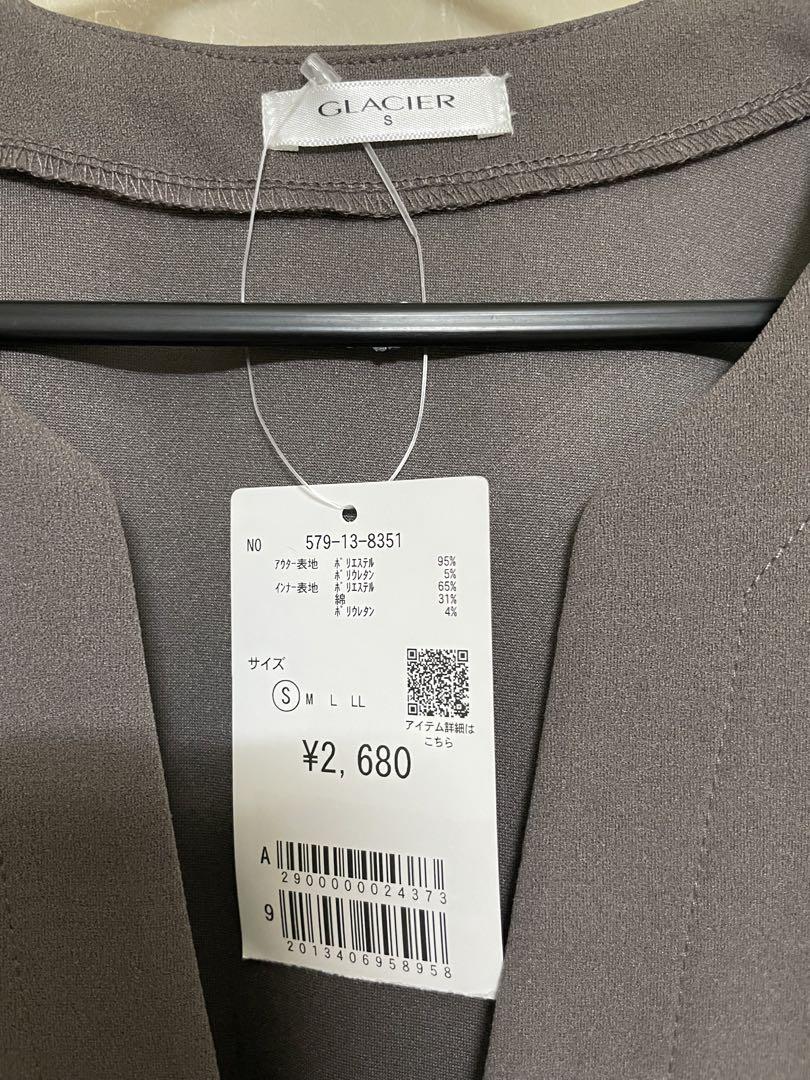 GLACIER
S
NO 579-13-8351
アウター表地 ポリエステル 95%
ポリウレタン 5%
インナー表地 ポリエステル 65%
綿 31%
ポリウレタン 4%
サイズ
S M L LL
アイテム詳細は
こちら
¥2,680
A
2900000024373
9
2013406958958